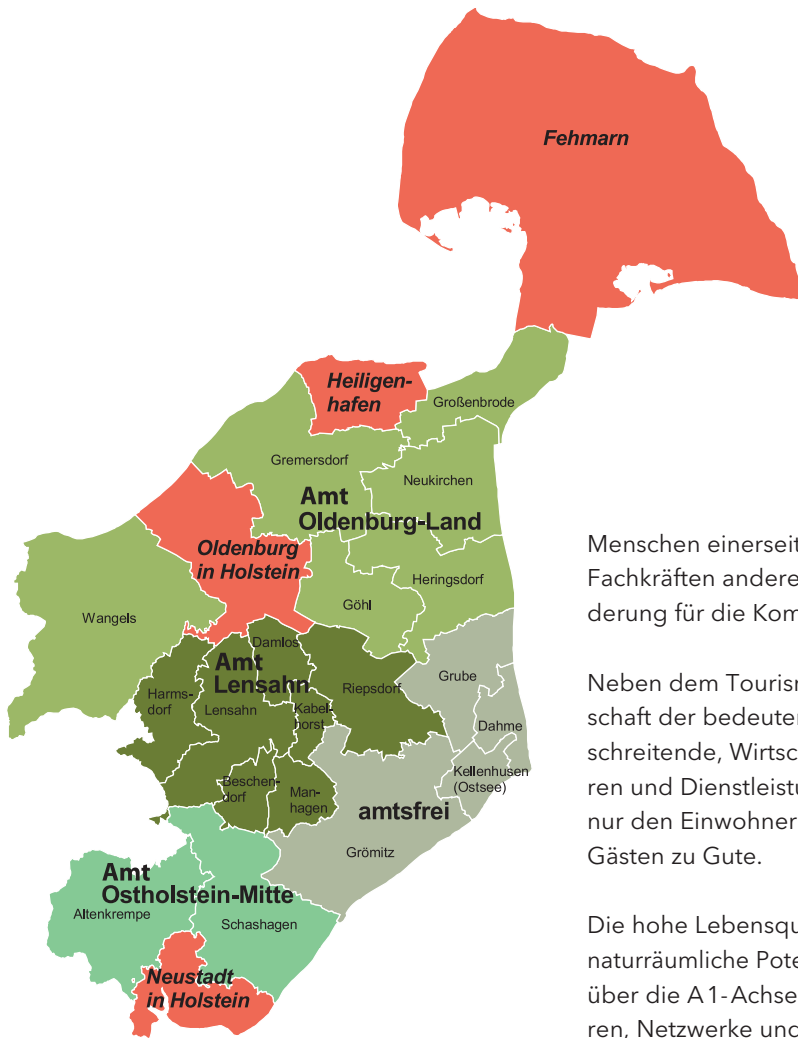 Fehmarn
Heiligen-
hafen
Großenbrode
Gremersdorf
Neukirchen
Amt
Oldenburg-Land
Oldenburg
in Holstein
Heringsdorf
Göhl
Wangels
Damlos
Amt
Lensahn
Grube
Riepsdorf
Harms-
dorf
Lensahn
Kabel-
horst
Dahme
Kellenhusen
(Ostsee)
Beschen-
dorf
Man-
hagen
amtsfrei
Grömitz
Amt
Ostholstein-Mitte
Altenkrempe
Schashagen
Neustadt
in Holstein
Menschen einerseit
Fachkräften andere
derung für die Kom
Neben dem Tourism
schaft der bedeuten
schreitende, Wirtsc
ren und Dienstleistu
nur den Einwohner
Gästen zu Gute.
Die hohe Lebensqu
naturräumliche Pote
über die A1-Achse
ren, Netzwerke und